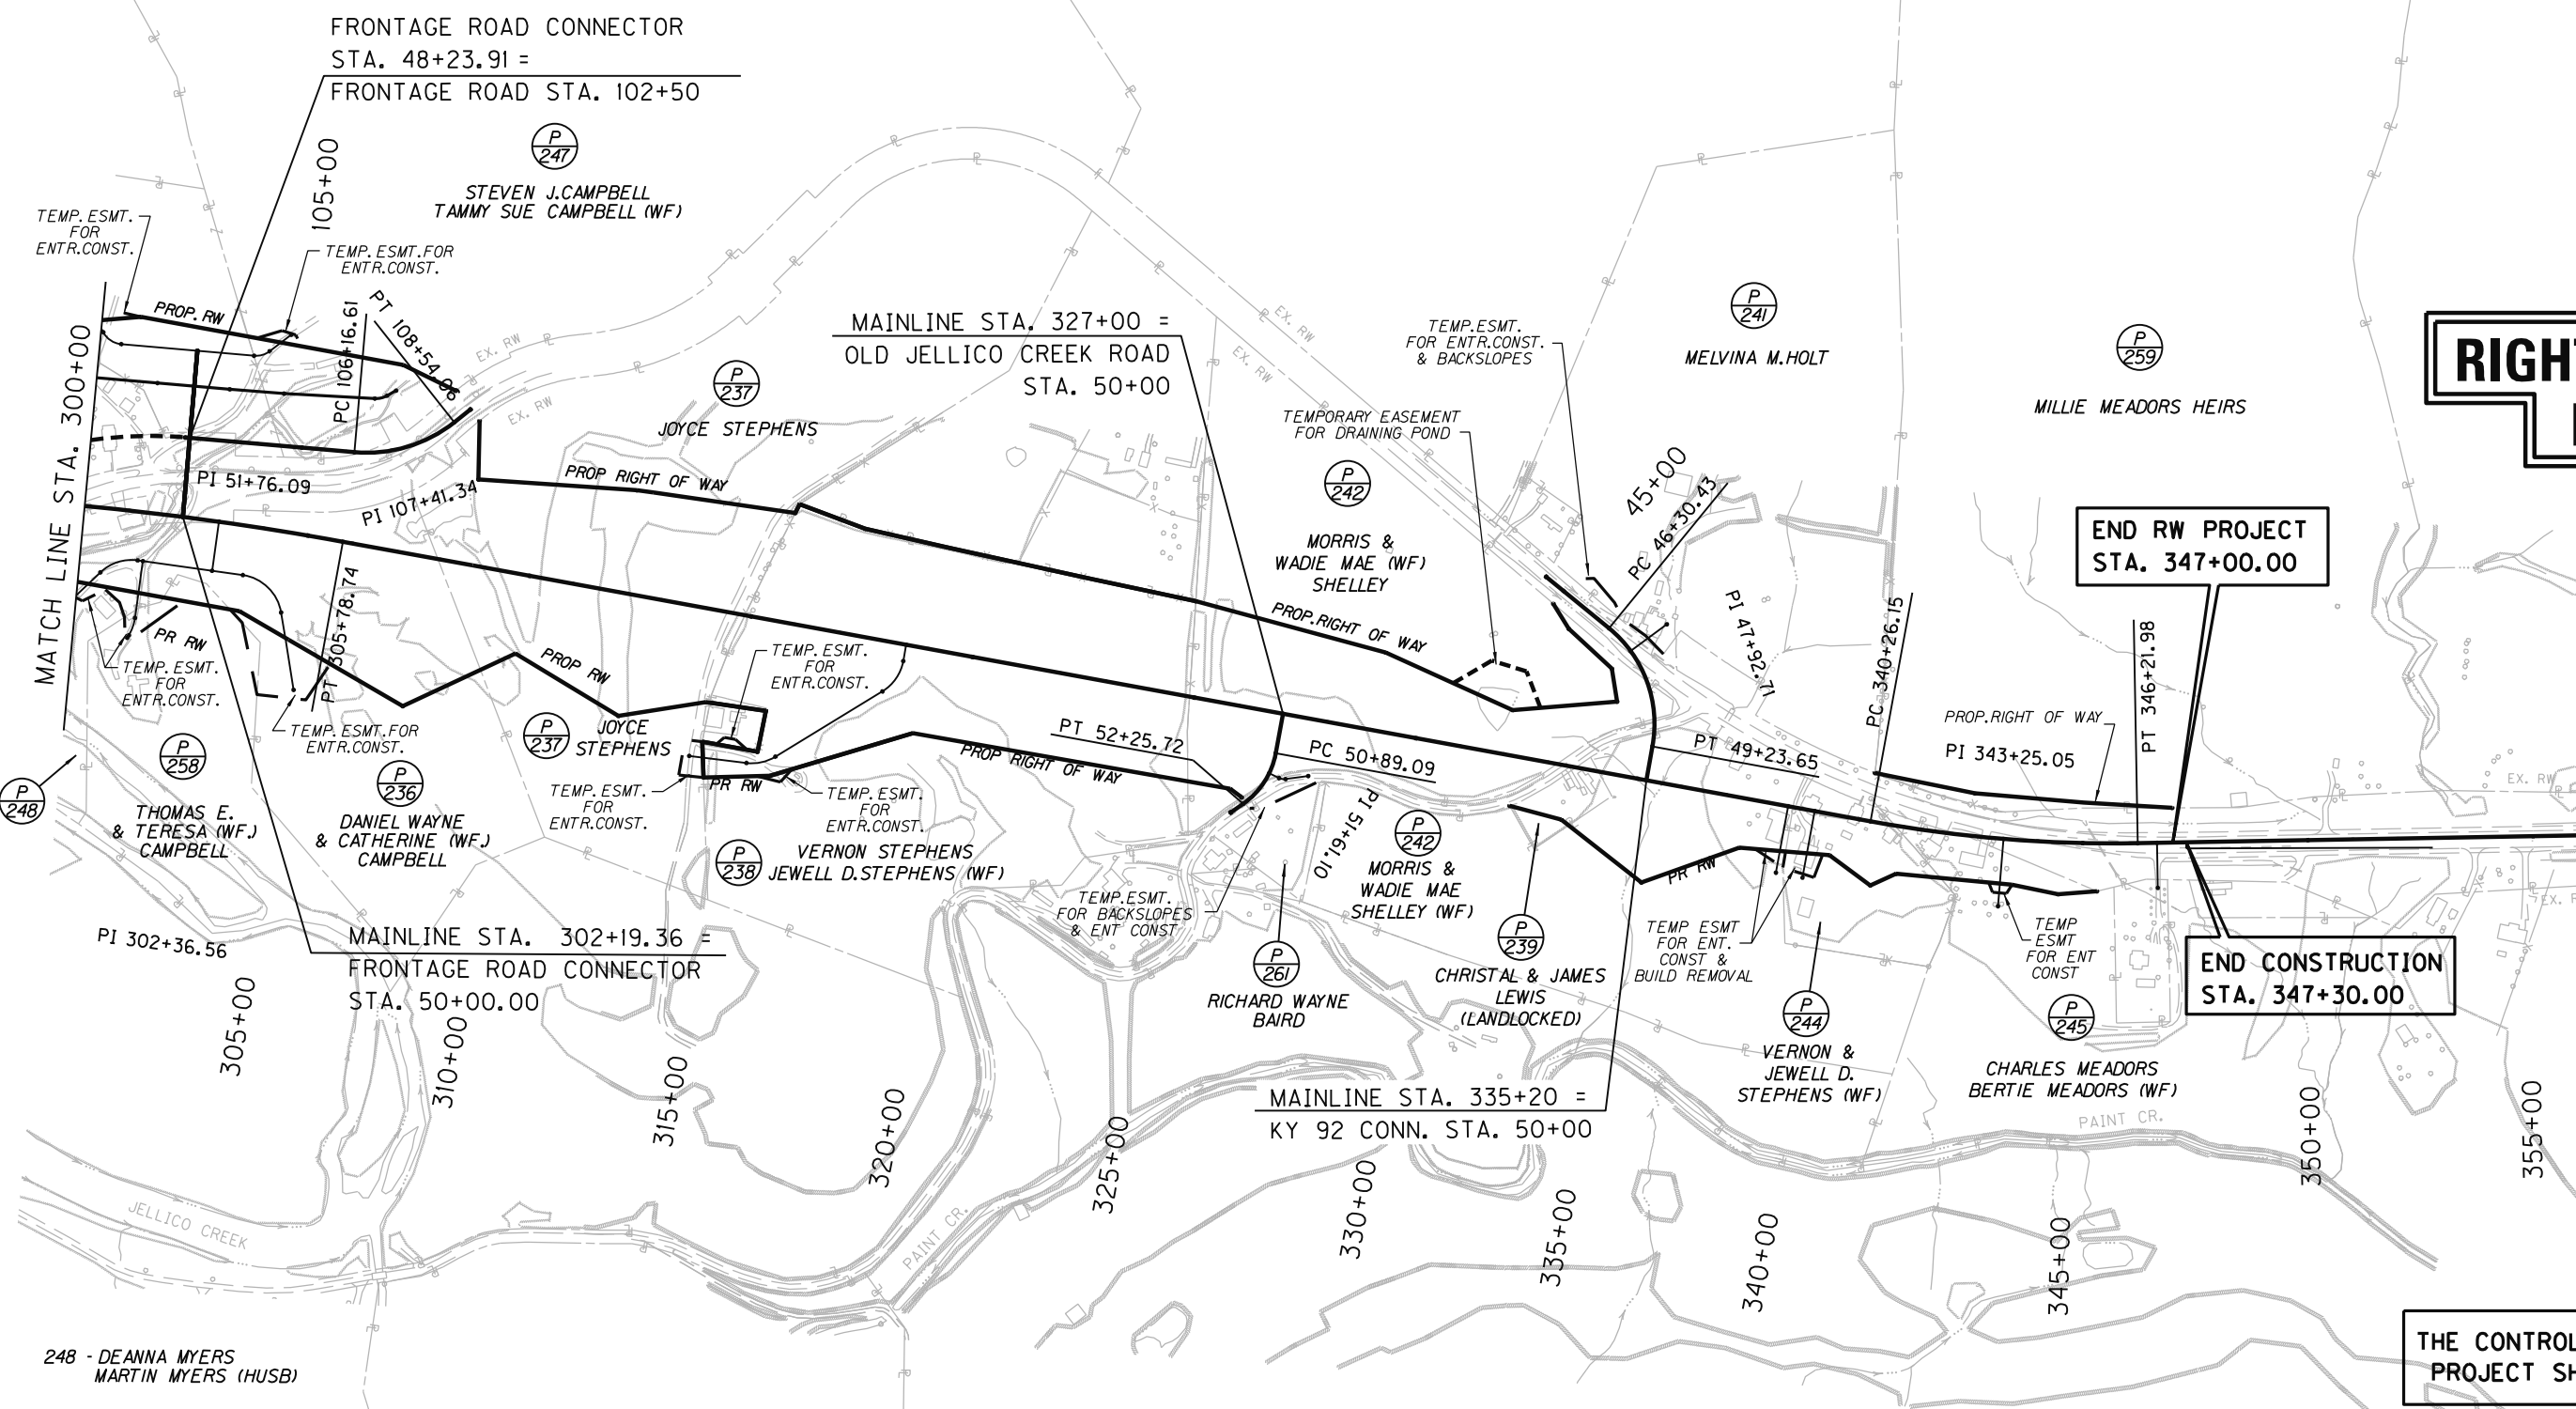 FRONTAGE ROAD CONNECTOR
STA. 48+23.91 =
FRONTAGE ROAD STA. 102+50
P
247
STEVEN J.CAMPBELL
TAMMY SUE CAMPBELL (WF)
105+00
TEMP. ESMT.
FOR
ENTR.CONST.
TEMP.ESMT.FOR
ENTR.CONST.
PROP. RW
PC 106+16.61
PT 108+54.06
EX. RW
EX. RW
MATCH LINE STA. 300+00
PI 51+76.09
PI 107+41.34
P
237
JOYCE STEPHENS
PROP RIGHT OF WAY
MAINLINE STA. 327+00 =
OLD JELLICO CREEK ROAD
STA. 50+00
EX. RW
EX. RW
TEMP.ESMT.
FOR ENTR.CONST.
& BACKSLOPES
TEMPORARY EASEMENT
FOR DRAINING POND
P
242
MORRIS &
WADIE MAE (WF)
SHELLEY
P
241
MELVINA M.HOLT
P
259
MILLIE MEADORS HEIRS
RIGH
45+00
PC 46+30.43
PI 47+92.71
END RW PROJECT
STA. 347+00.00
PROP.RIGHT OF WAY
PC 340+26.15
PT 346+21.98
PROP.RIGHT OF WAY
PI 343+25.05
EX. RW
PR RW
TEMP. ESMT.
FOR
ENTR.CONST.
PT 305+78.74
TEMP. ESMT.FOR
ENTR.CONST.
PROP RW
P
237
JOYCE
STEPHENS
TEMP. ESMT.
FOR
ENTR.CONST.
PT 52+25.72
PROP RIGHT OF WAY
PC 50+89.09
PT 49+23.65
PI 51+61.10
P
248
P
258
THOMAS E.
& TERESA (WF.)
CAMPBELL
P
236
DANIEL WAYNE
& CATHERINE (WF.)
CAMPBELL
TEMP. ESMT.
FOR
ENTR.CONST.
PR RW
TEMP. ESMT.
FOR
ENTR.CONST.
P
238
VERNON STEPHENS
JEWELL D.STEPHENS (WF)
TEMP.ESMT.
FOR BACKSLOPES
& ENT CONST
P
261
RICHARD WAYNE
BAIRD
P
242
MORRIS &
WADIE MAE
SHELLEY (WF)
P
239
CHRISTAL & JAMES
LEWIS
(LANDLOCKED)
PR RW
TEMP ESMT
FOR ENT.
CONST &
BUILD REMOVAL
P
244
VERNON &
JEWELL D.
STEPHENS (WF)
TEMP
ESMT
FOR ENT
CONST
P
245
CHARLES MEADORS
BERTIE MEADORS (WF)
END CONSTRUCTION
STA. 347+30.00
PI 302+36.56
MAINLINE STA. 302+19.36 =
FRONTAGE ROAD CONNECTOR
STA. 50+00.00
MAINLINE STA. 335+20 =
KY 92 CONN. STA. 50+00
305+00
310+00
315+00
320+00
325+00
330+00
335+00
340+00
345+00
350+00
355+00
JELLICO CREEK
PAINT CR.
PAINT CR.
248 - DEANNA MYERS
MARTIN MYERS (HUSB)
THE CONTROL
PROJECT SH